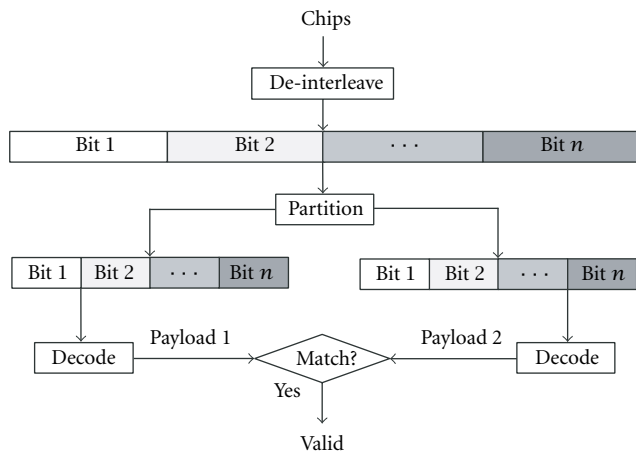 Chips
De-interleave
Bit 1 Bit 2 ··· Bit n
Partition
Bit 1 Bit 2 ··· Bit n
Bit 1 Bit 2 ··· Bit n
Payload 1
Payload 2
Decode
Match?
Decode
Yes
Valid